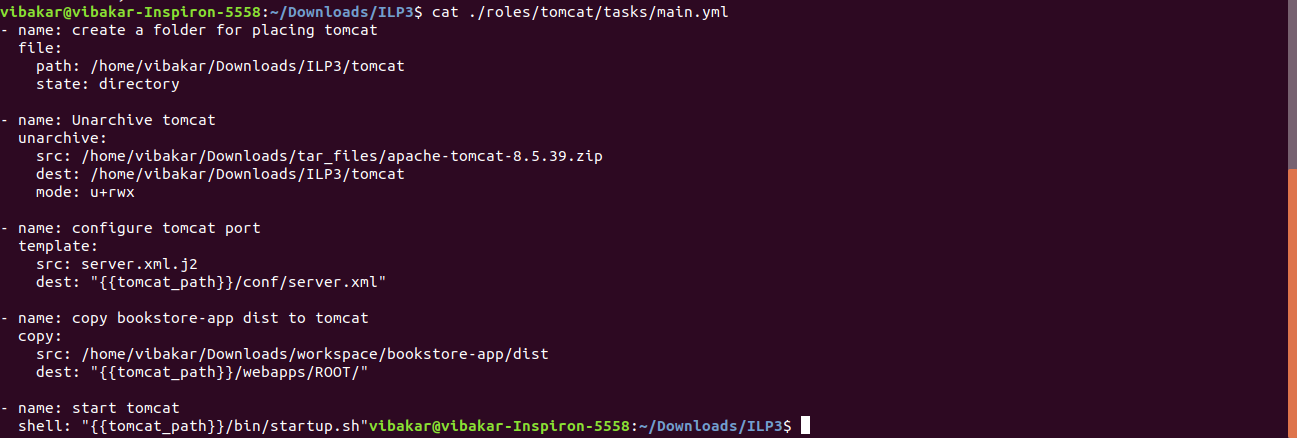 vibakar@vibakar-Inspiron-5558:~/Downloads/ILP3$ cat ./roles/tomcat/tasks/main.yml
- name: create a folder for placing tomcat
  file:
    path: /home/vibakar/Downloads/ILP3/tomcat
    state: directory

- name: Unarchive tomcat
  unarchive:
    src: /home/vibakar/Downloads/tar_files/apache-tomcat-8.5.39.zip
    dest: /home/vibakar/Downloads/ILP3/tomcat
    mode: u+rwx

- name: configure tomcat port
  template:
    src: server.xml.j2
    dest: "{{tomcat_path}}/conf/server.xml"

- name: copy bookstore-app dist to tomcat
  copy:
    src: /home/vibakar/Downloads/workspace/bookstore-app/dist
    dest: "{{tomcat_path}}/webapps/ROOT/"

- name: start tomcat
  shell: "{{tomcat_path}}/bin/startup.sh"vibakar@vibakar-Inspiron-5558:~/Downloads/ILP3$